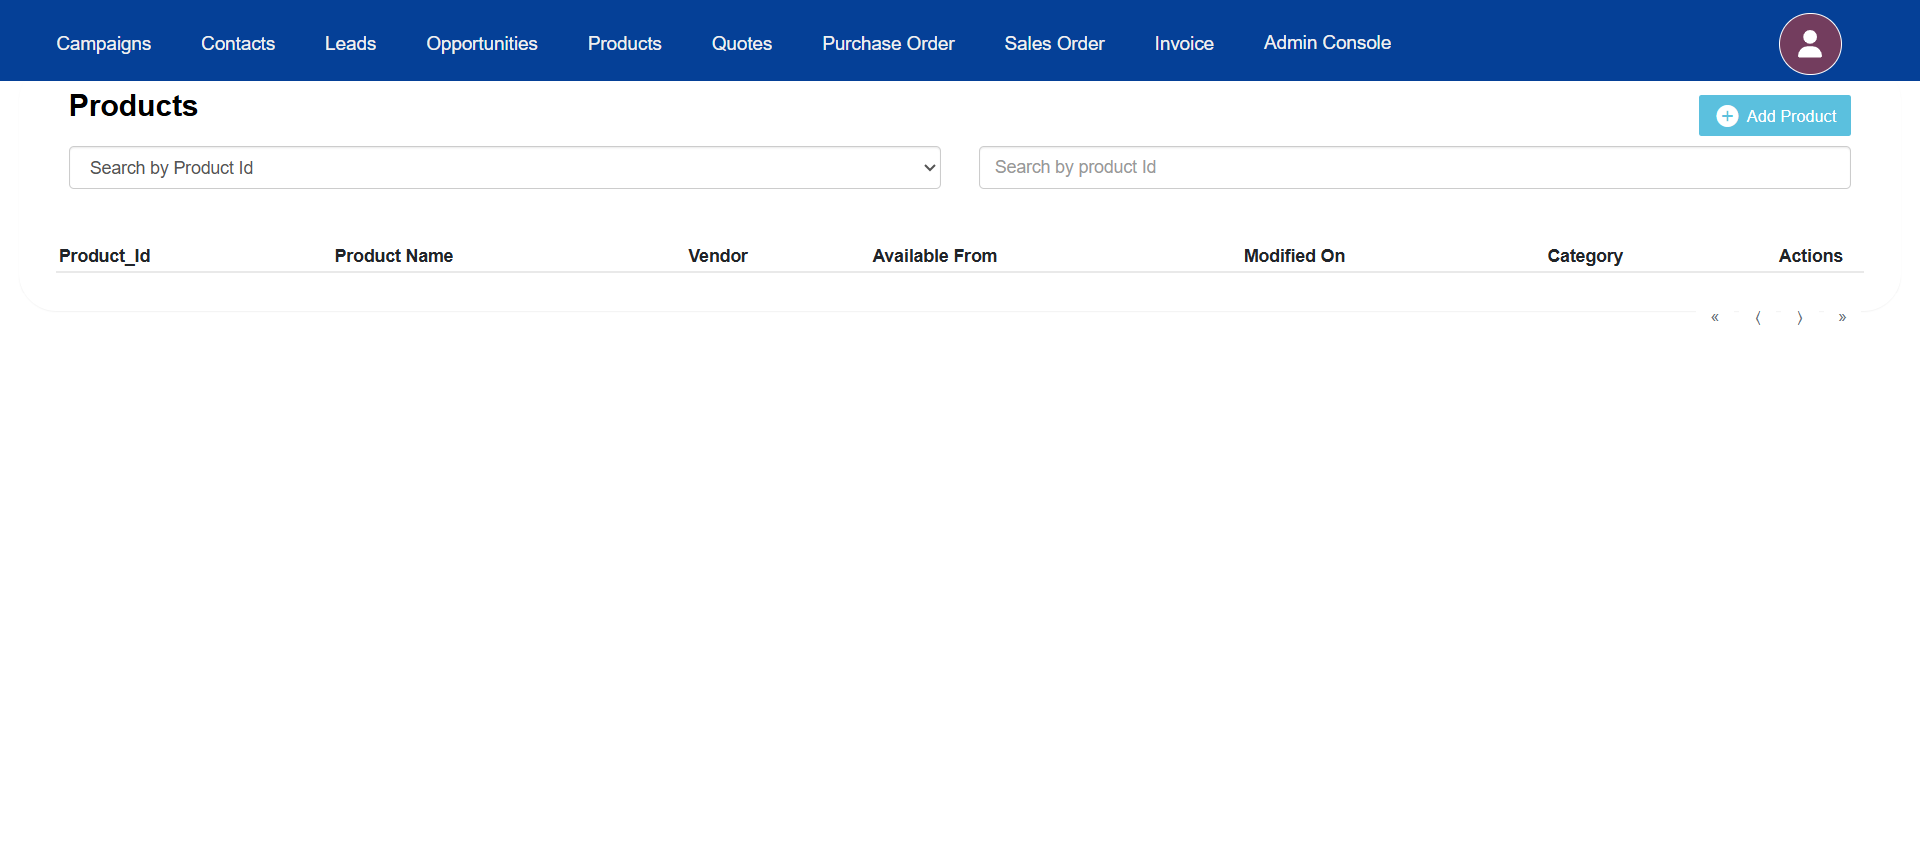 Campaigns Contacts Leads Opportunities Products Quotes Purchase Order Sales Order Invoice Admin Console
Products
Add Product
Search by Product Id
Search by product Id
Product_Id Product Name Vendor Available From Modified On Category Actions
« ⟨ ⟩ »